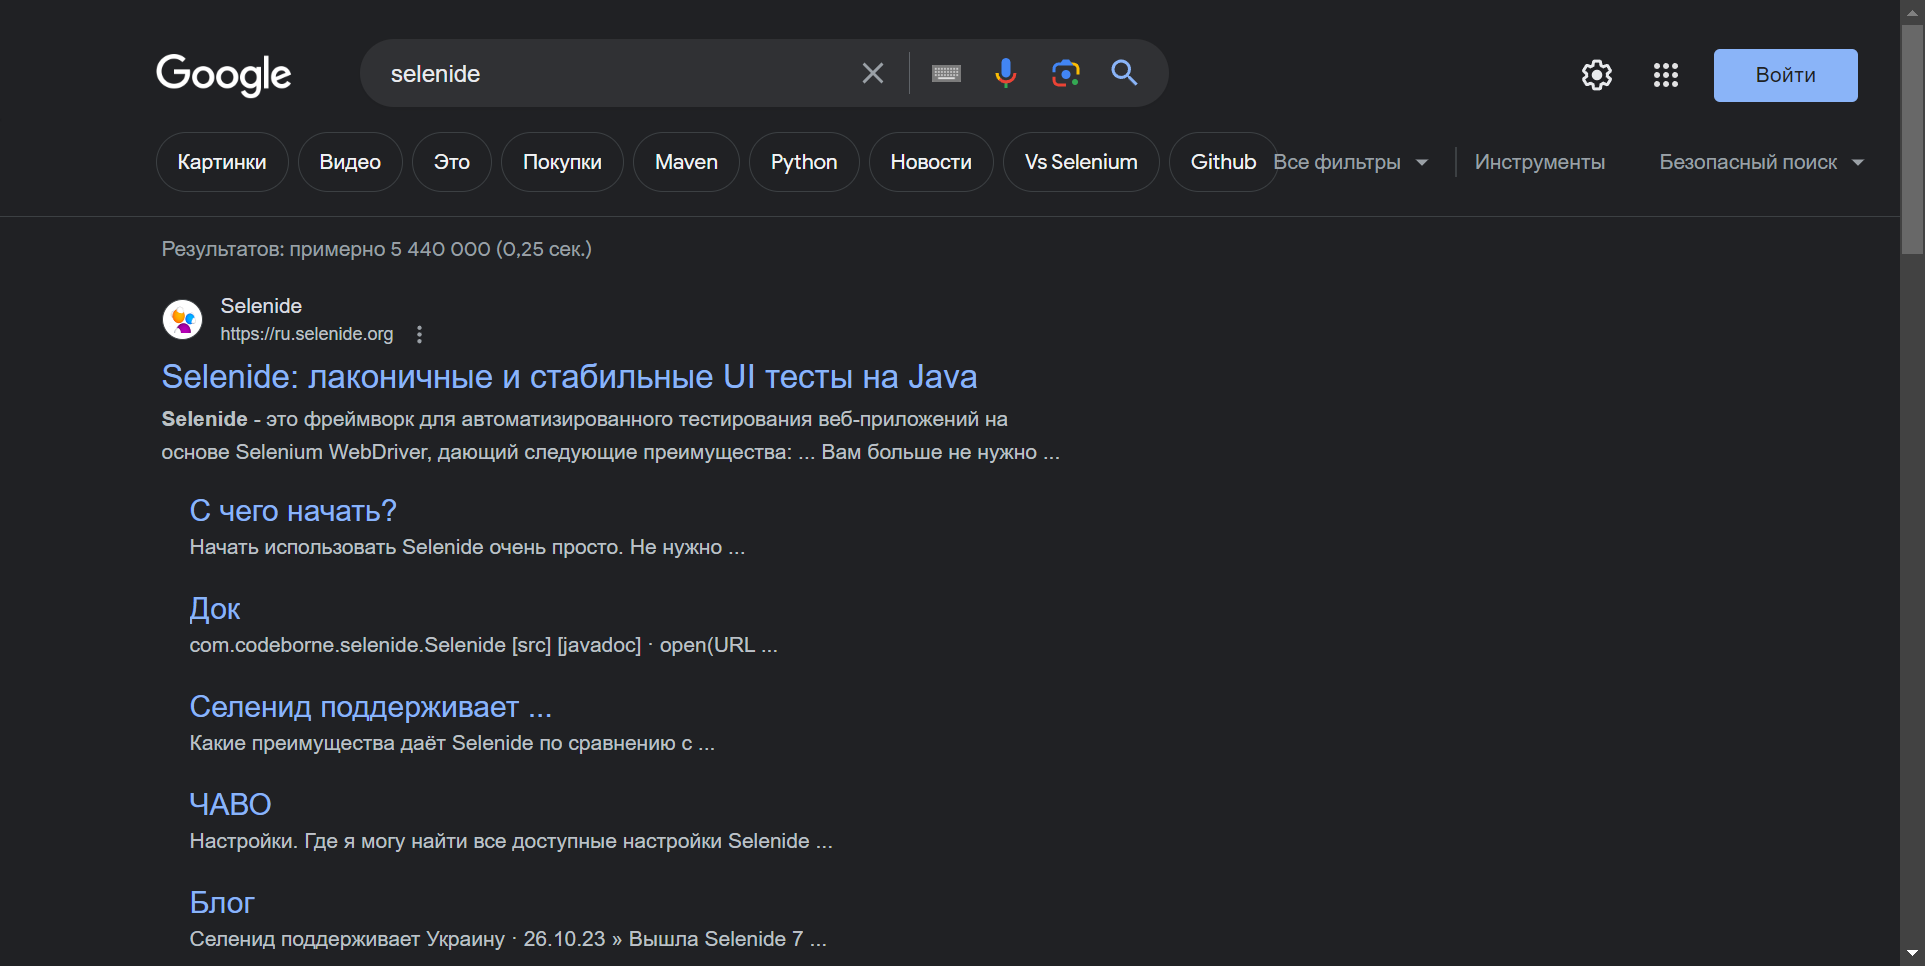 Google
selenide
Войти
Картинки Видео Это Покупки Maven Python Новости Vs Selenium Github Все фильтры Инструменты Безопасный поиск
Результатов: примерно 5 440 000 (0,25 сек.)
Selenide
https://ru.selenide.org
Selenide: лаконичные и стабильные UI тесты на Java
Selenide - это фреймворк для автоматизированного тестирования веб-приложений на
основе Selenium WebDriver, дающий следующие преимущества: ... Вам больше не нужно ...
С чего начать?
Начать использовать Selenide очень просто. Не нужно ...
Док
com.codeborne.selenide.Selenide [src] [javadoc] · open(URL ...
Селенид поддерживает ...
Какие преимущества даёт Selenide по сравнению с ...
ЧАВО
Настройки. Где я могу найти все доступные настройки Selenide ...
Блог
Селенид поддерживает Украину · 26.10.23 » Вышла Selenide 7 ...